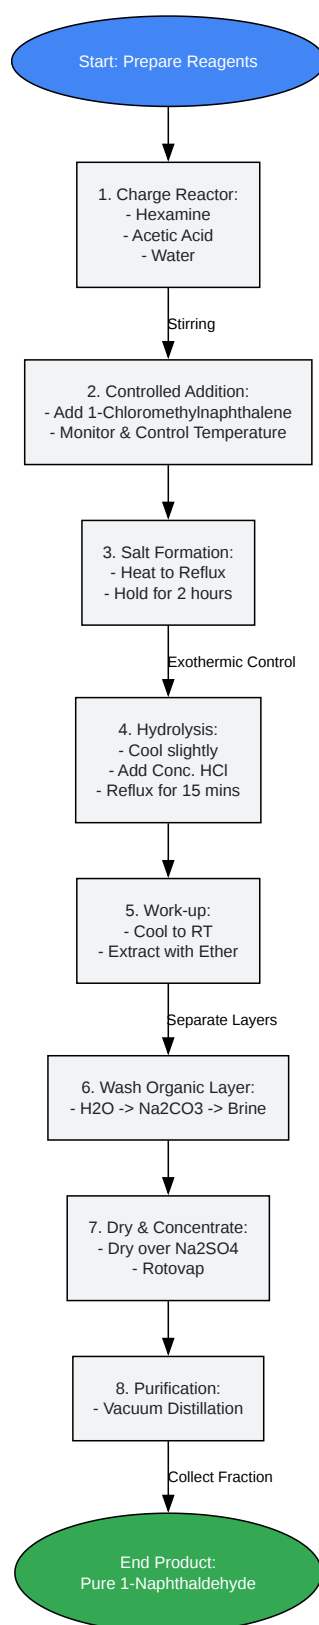 Start: Prepare Reagents
1. Charge Reactor:
- Hexamine
- Acetic Acid
- Water
Stirring
2. Controlled Addition:
- Add 1-Chloromethylnaphthalene
- Monitor & Control Temperature
3. Salt Formation:
- Heat to Reflux
- Hold for 2 hours
Exothermic Control
4. Hydrolysis:
- Cool slightly
- Add Conc. HCl
- Reflux for 15 mins
5. Work-up:
- Cool to RT
- Extract with Ether
Separate Layers
6. Wash Organic Layer:
- H2O -> Na2CO3 -> Brine
7. Dry & Concentrate:
- Dry over Na2SO4
- Rotovap
8. Purification:
- Vacuum Distillation
Collect Fraction
End Product:
Pure 1-Naphthaldehyde